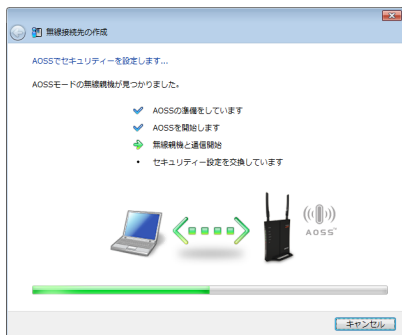 無線接続先の作成
AOSSでセキュリティーを設定します...
AOSSモードの無線親機が見つかりました。
AOSSの準備をしています
AOSSを開始します
無線親機と通信開始
セキュリティー設定を交換しています
AOSS™
キャンセル